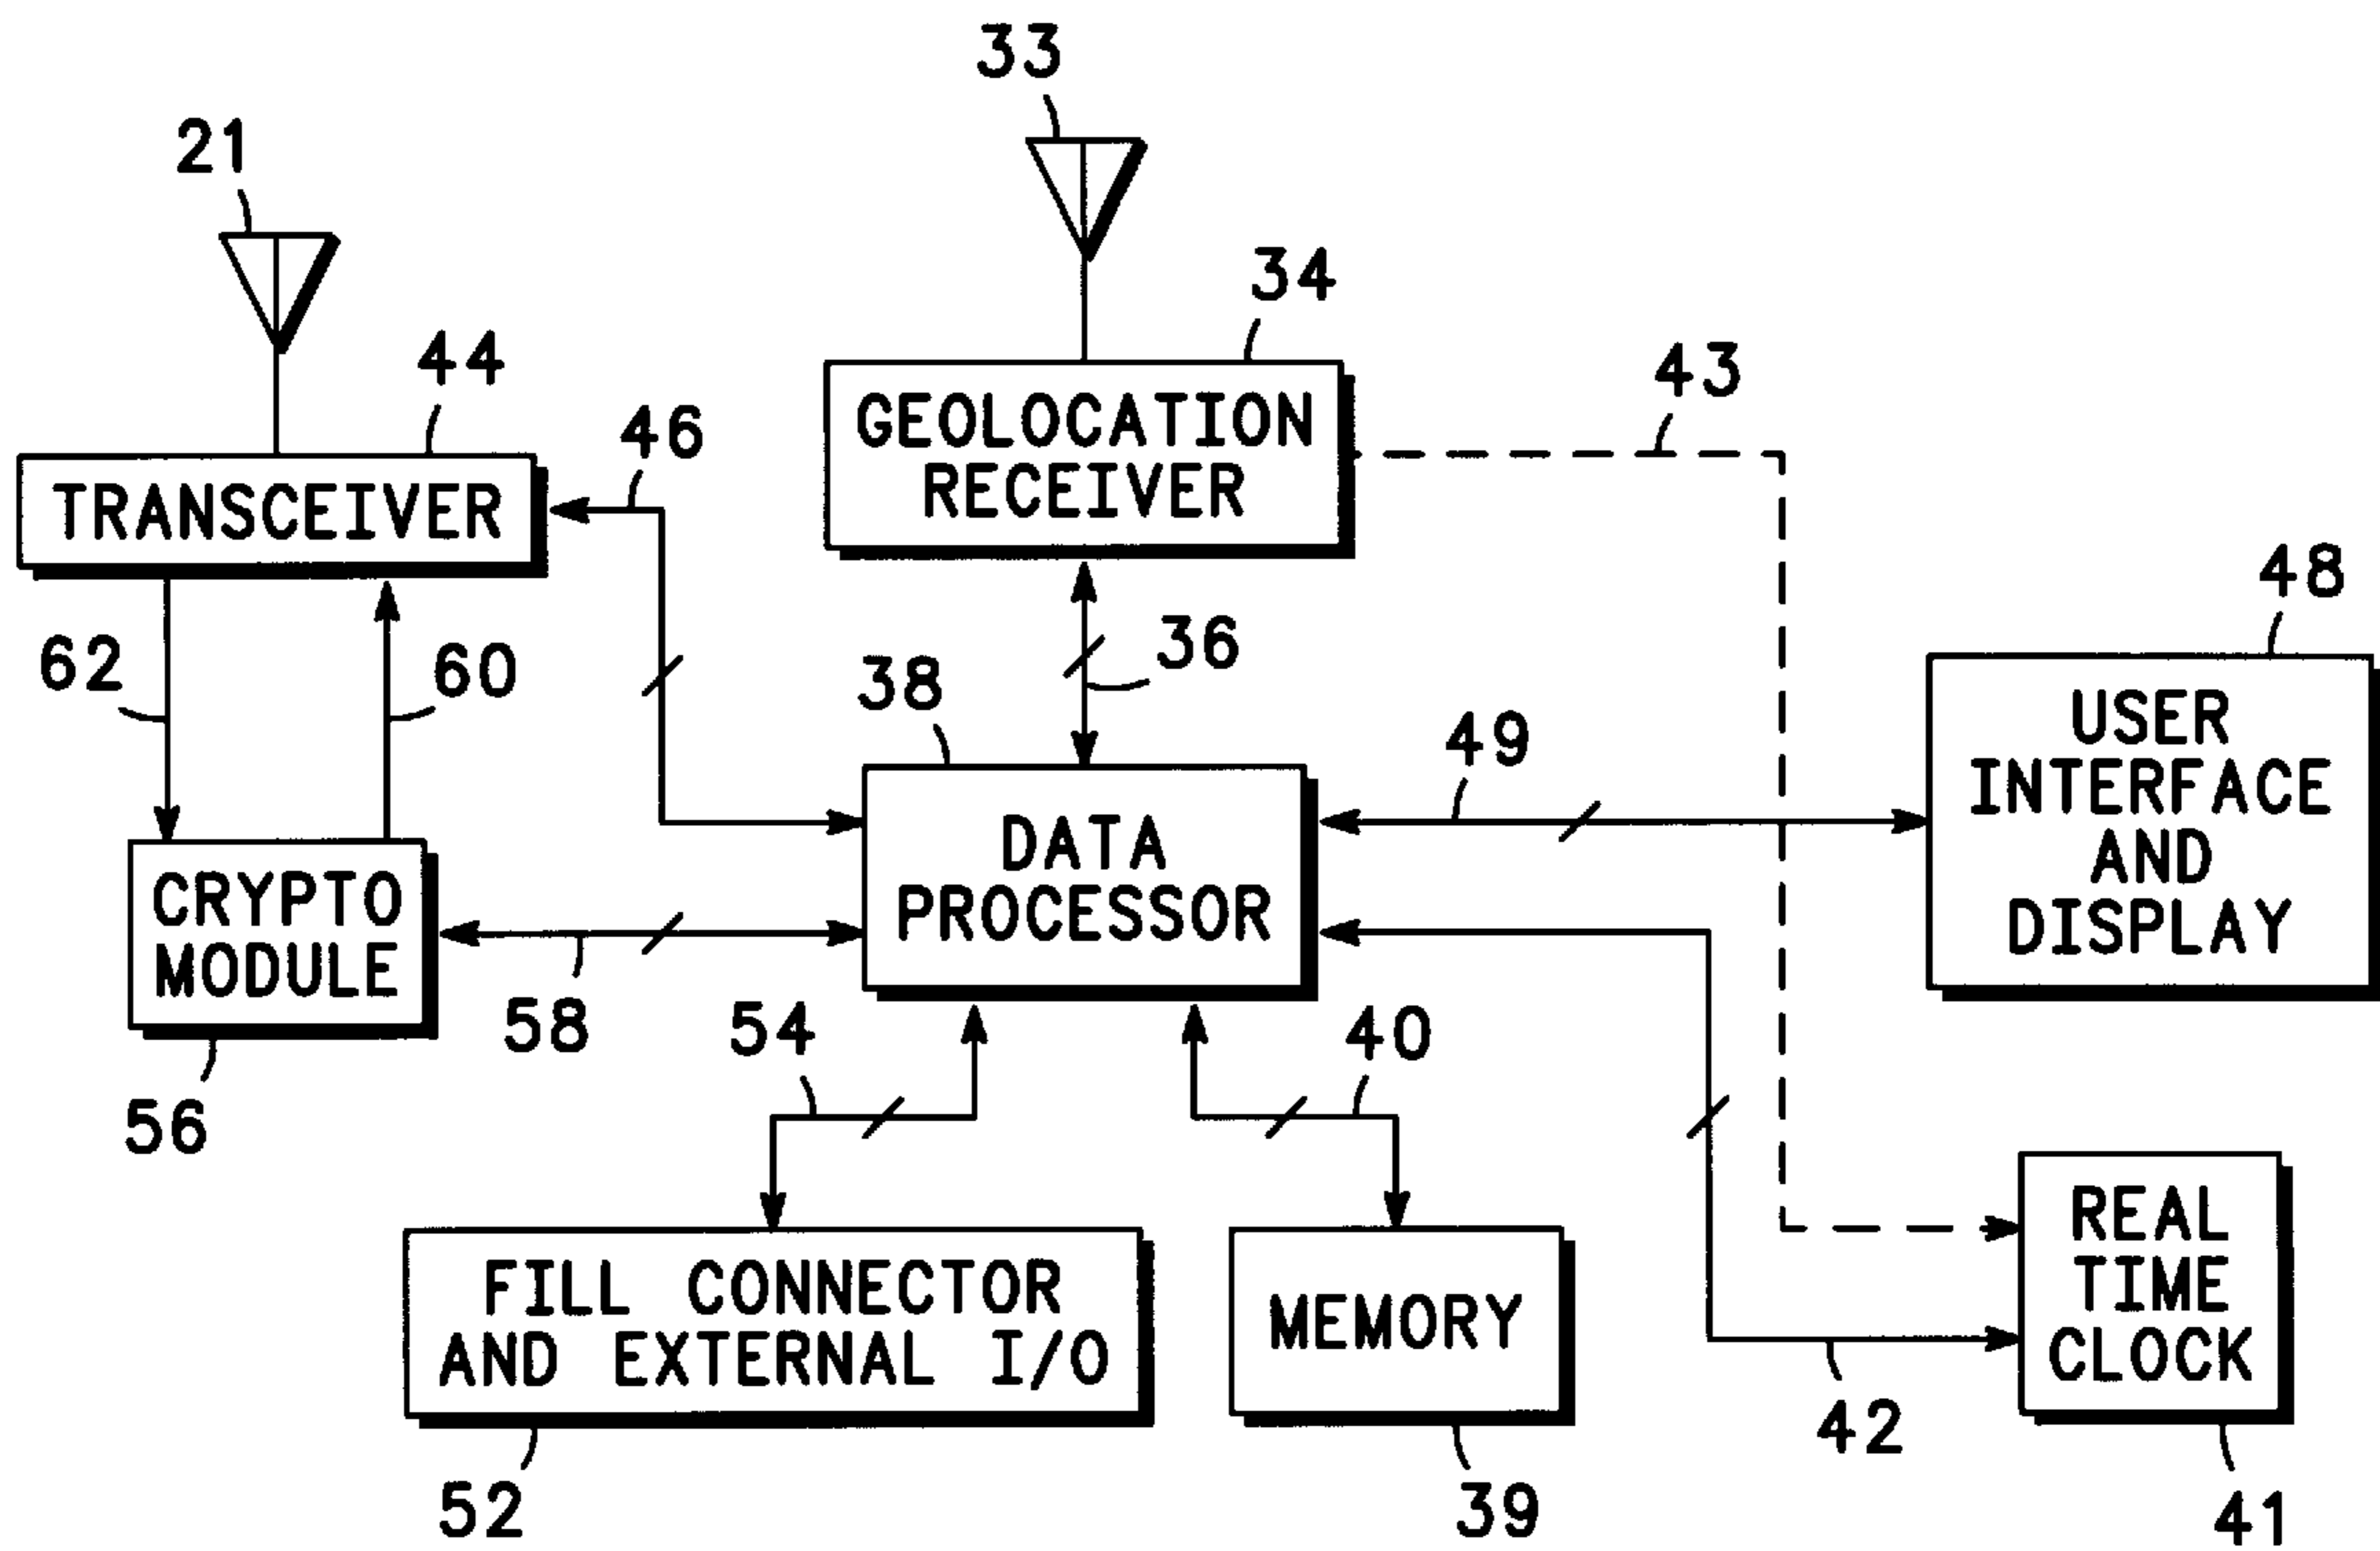 33
21
34
44
43
46
GEOLOCATION
RECEIVER
TRANSCEIVER
48
62
60
36
38
49
USER
INTERFACE
AND
DISPLAY
DATA
PROCESSOR
CRYPTO
MODULE
58
54
40
56
REAL
TIME
CLOCK
FILL CONNECTOR
AND EXTERNAL I/O
MEMORY
42
52
39
41